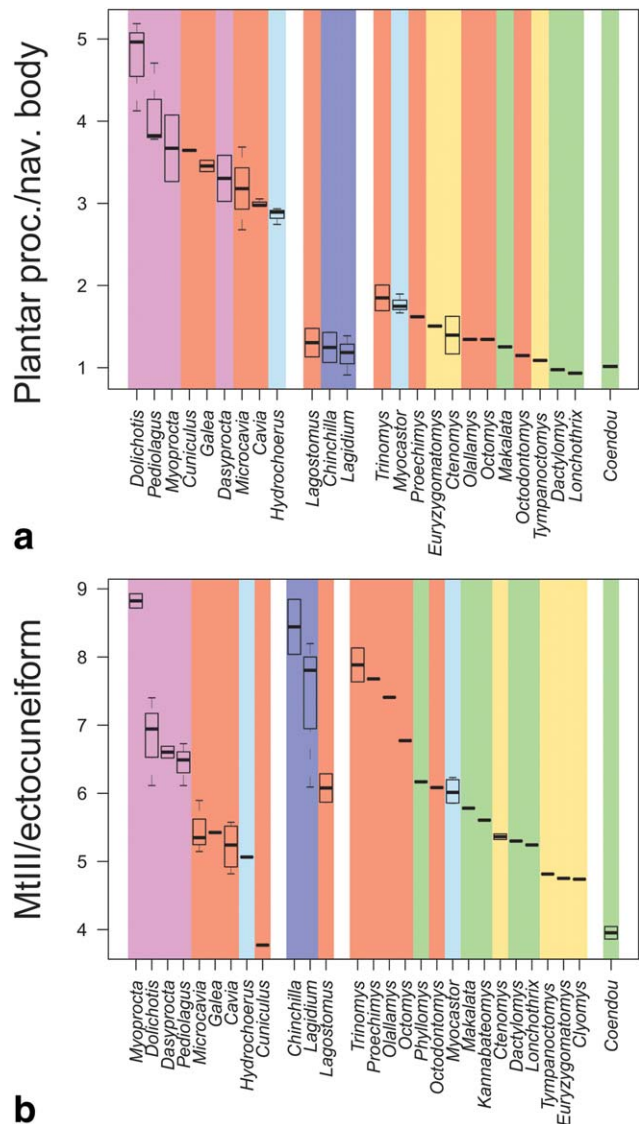 Plantar proc./nav. body
5
4
3
2
1
Dolichotis
Pediolagus
Myoprocta
Cuniculus
Galea
Dasyprocta
Microcavia
Cavia
Hydrochoerus
Lagostomus
Chinchilla
Lagidium
Trinomys
Myocastor
Proechimys
Euryzygomatomys
Ctenomys
Olallamys
Octomys
Makalata
Octodontomys
Tympanoctomys
Dactylomys
Lonchothrix
Coendou
a
MtIII/ectocuneiform
9
8
7
6
5
4
Myoprocta
Dolichotis
Dasyprocta
Pediolagus
Microcavia
Galea
Cavia
Hydrochoerus
Cuniculus
Chinchilla
Lagidium
Lagostomus
Trinomys
Proechimys
Olallamys
Octomys
Phyllomys
Octodontomys
Myocastor
Makalata
Kannabateomys
Ctenomys
Dactylomys
Lonchothrix
Tympanoctomys
Euryzygomatomys
Clyomys
Coendou
b